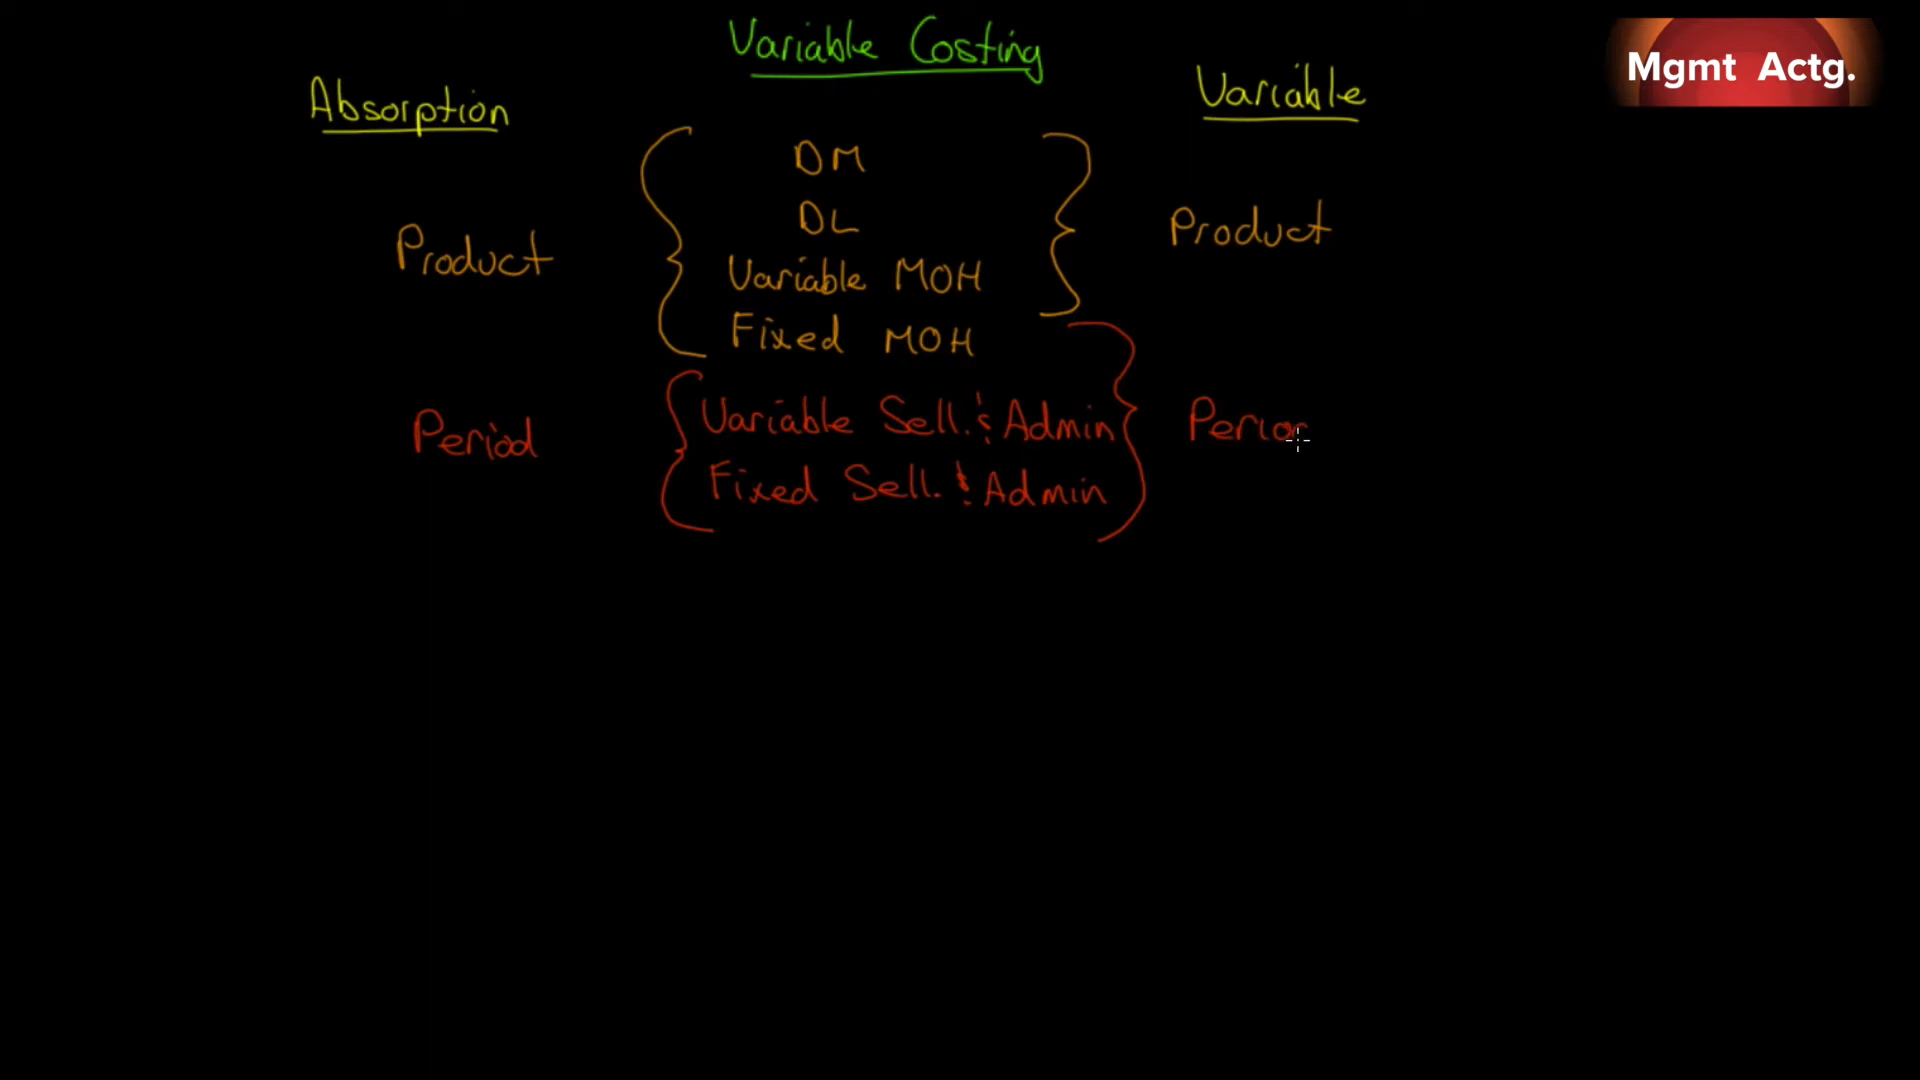 Variable Costing
Mgmt Actg.
Absorption
Variable
DM
DL
Product
Product
Variable MOH
Fixed MOH
Period
Variable Sell. & Admin
Perio
Fixed Sell. & Admin